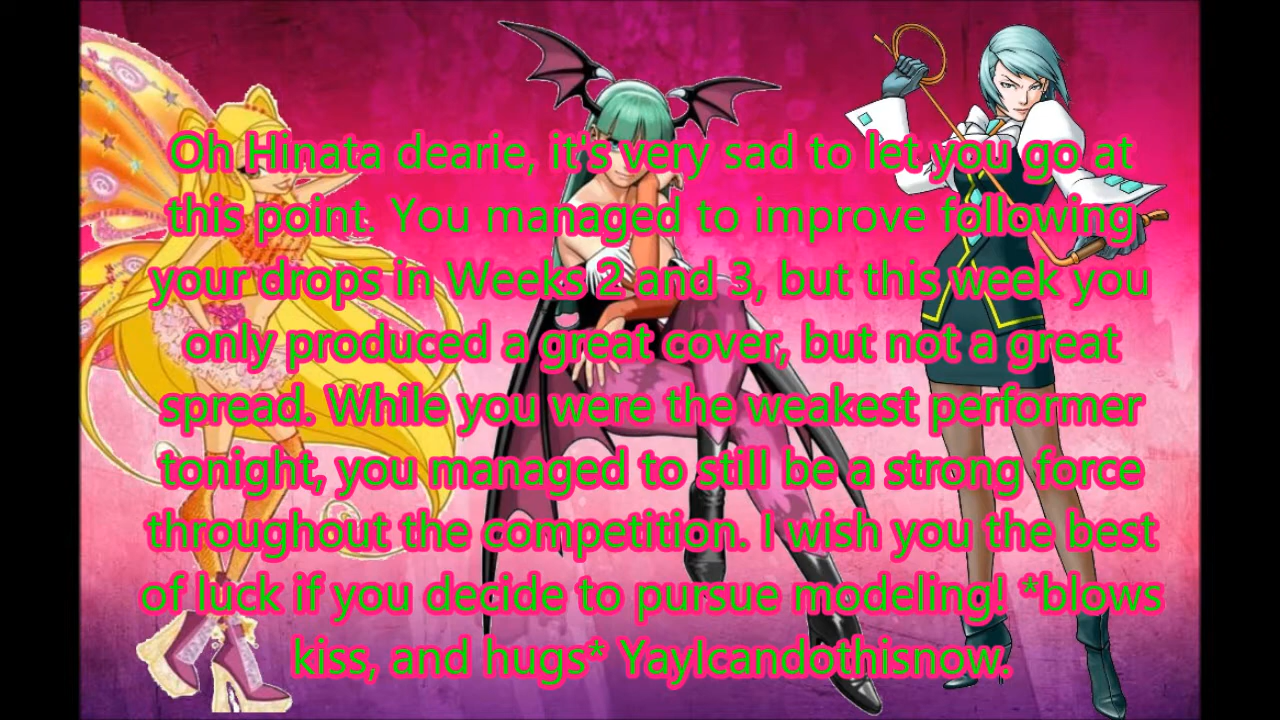 Oh Hinata dearie, it's very sad to let you go at
this point. You managed to improve following
your drops in Weeks 2 and 3, but this week you
only produced a great cover, but not a great
spread. While you were the weakest performer
tonight, you managed to still be a strong force
throughout the competition. I wish you the best
of luck if you decide to pursue modeling! *blows
kiss, and hugs* YayIcandothisnow.